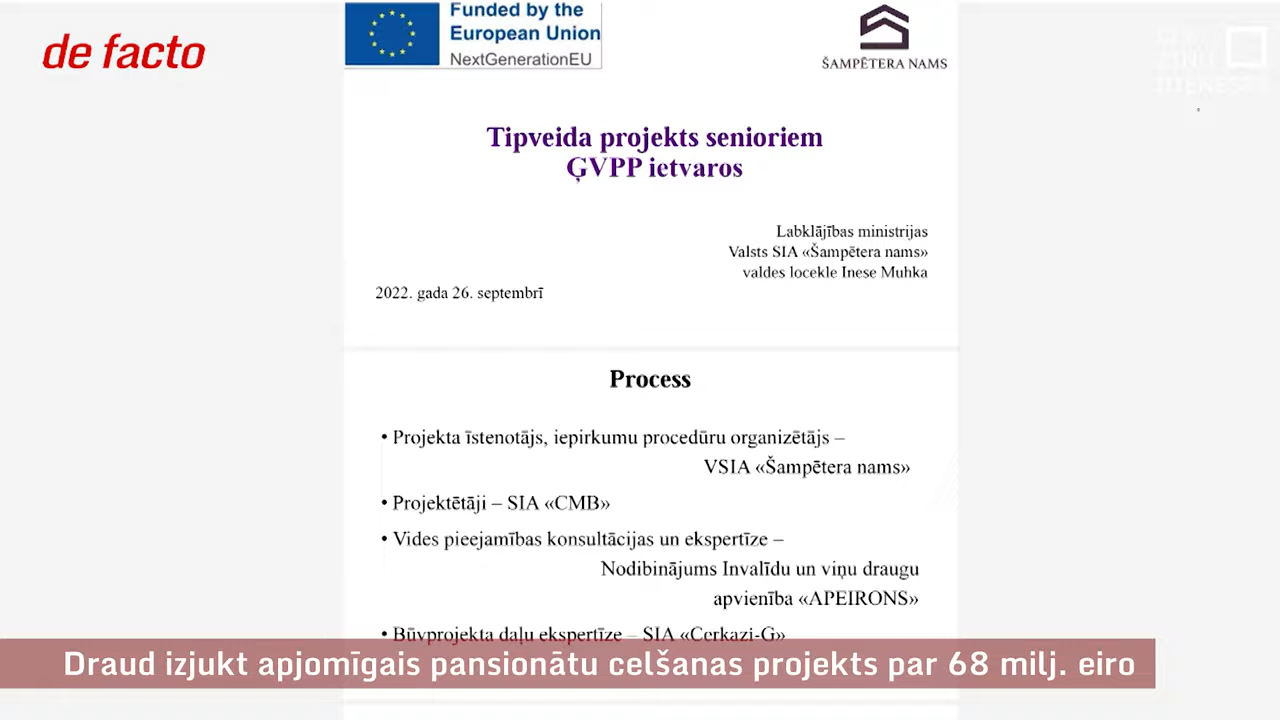 de facto
Funded by the
European Union
NextGenerationEU
ŠAMPĒTERA NAMS
Tipveida projekts senioriem
ĢVPP ietvaros
Labklājības ministrijas
Valsts SIA «Šampētera nams»
valdes locekle Inese Muhka
2022. gada 26. septembrī
Process
• Projekta īstenotājs, iepirkumu procedūru organizētājs –
VSIA «Šampētera nams»
• Projektētāji – SIA «CMB»
• Vides pieejamības konsultācijas un ekspertīze –
Nodibinājums Invalīdu un viņu draugu
apvienība «APEIRONS»
• Būvprojekta daļu ekspertīze – SIA «Cerkazi-G»
Draud izjukt apjomīgais pansionātu celšanas projekts par 68 milj. eiro